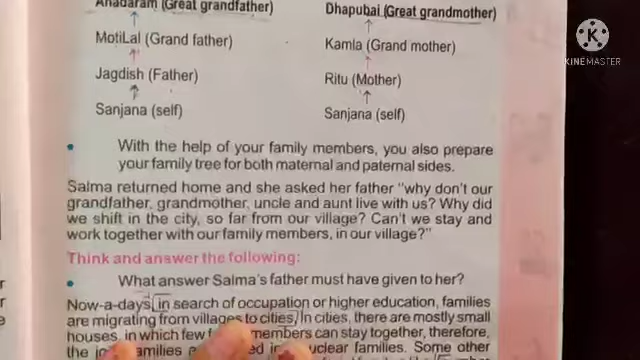 Anadaram (Great grandfather) Dhapubai (Great grandmother)
MotiLal (Grand father) Kamla (Grand mother)
Jagdish (Father) Ritu (Mother)
Sanjana (self) Sanjana (self)
KINEMASTER
• With the help of your family members, you also prepare
your family tree for both maternal and paternal sides.
Salma returned home and she asked her father "why don't our
grandfather, grandmother, uncle and aunt live with us? Why did
we shift in the city, so far from our village? Can't we stay and
work together with our family members, in our village?"
Think and answer the following:
• What answer Salma's father must have given to her?
Now-a-days, in search of occupation or higher education, families
are migrating from villages to cities. In cities, there are mostly small
houses, in which few members can stay together, therefore,
the families nuclear families. Some other